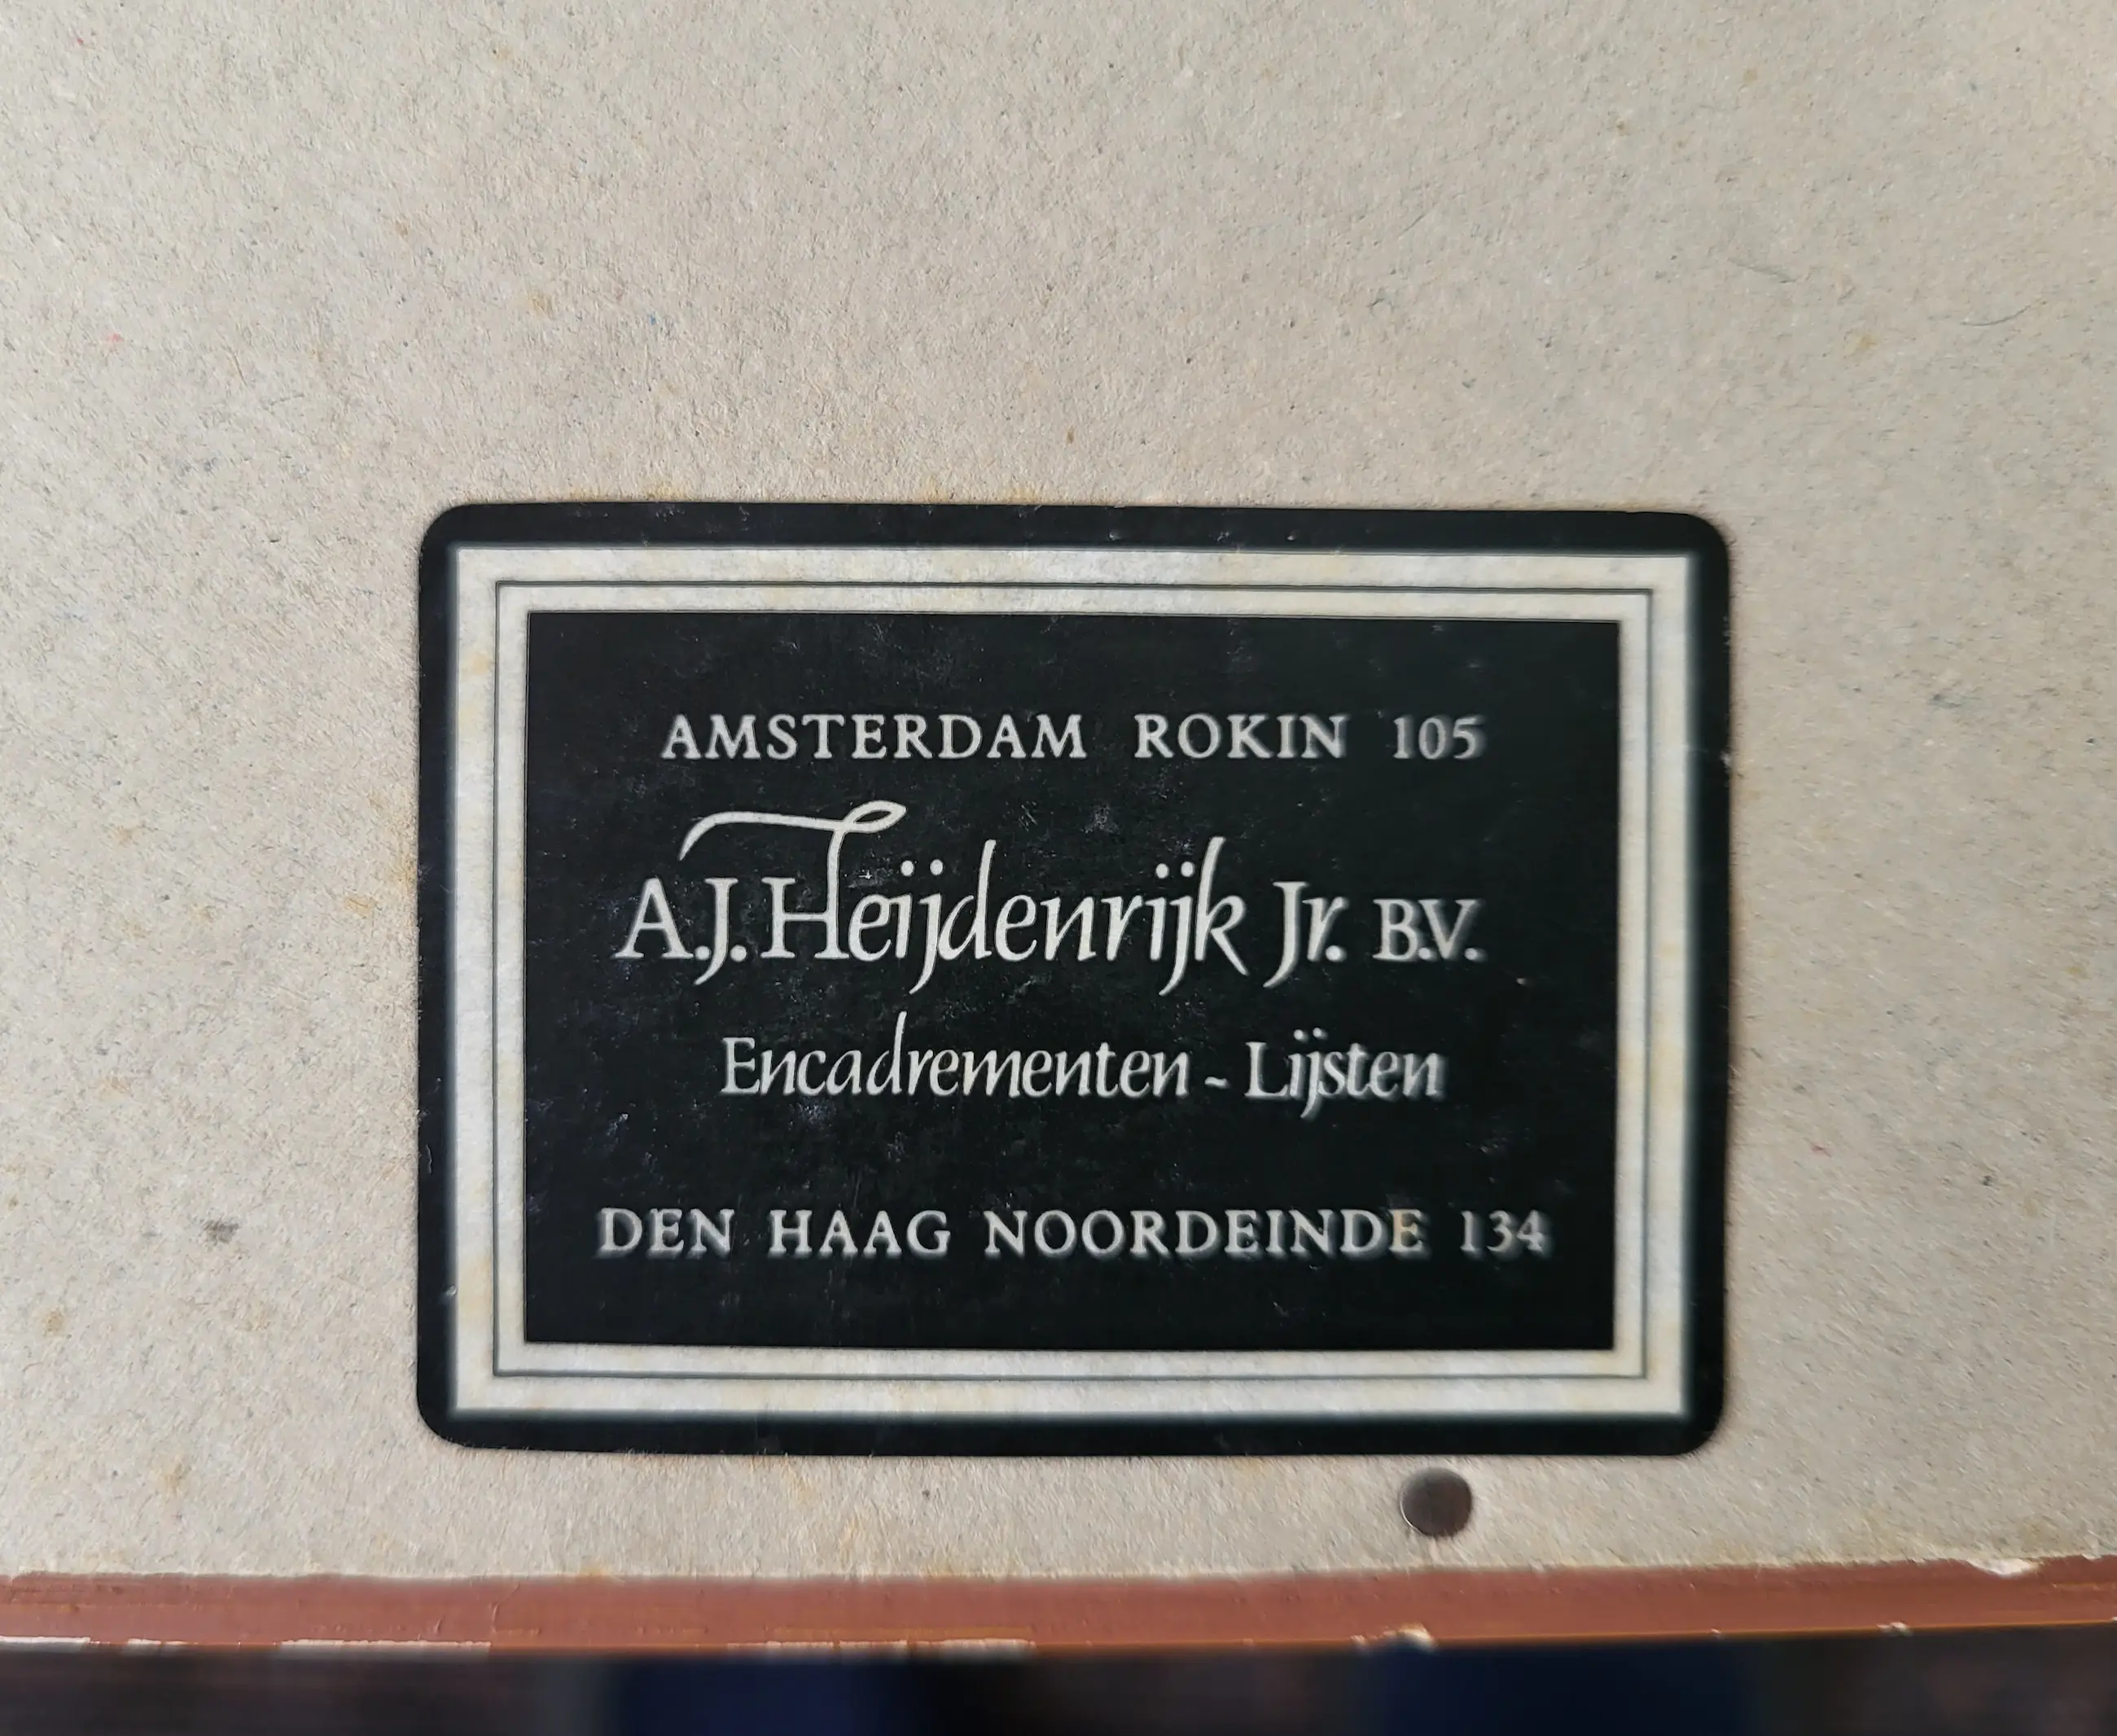 AMSTERDAM ROKIN 105
A.J. Heijdenrijk Jr. B.V.
Encadrementen - Lijsten
DEN HAAG NOORDEINDE 134